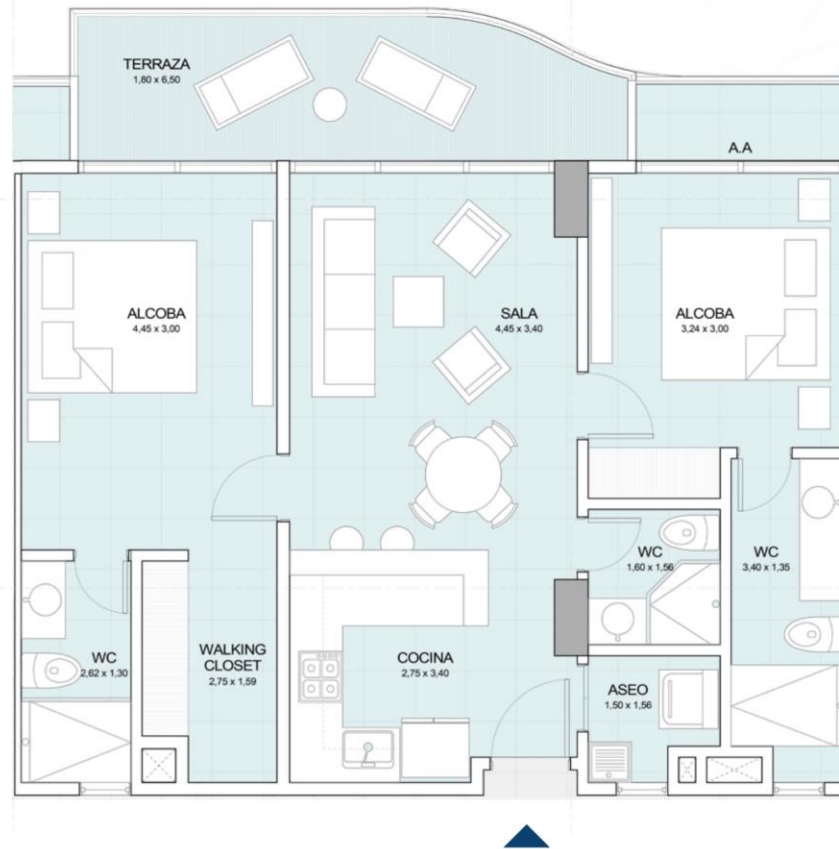 TERRAZA
1,80 x 6,50
A.A
ALCOBA
4,45 x 3,00
SALA
4,45 x 3,40
ALCOBA
3,24 x 3,00
WC
1,60 x 1,56
WC
3,40 x 1,35
WC
2,62 x 1,30
WALKING
CLOSET
2,75 x 1,59
COCINA
2,75 x 3,40
ASEO
1,50 x 1,56